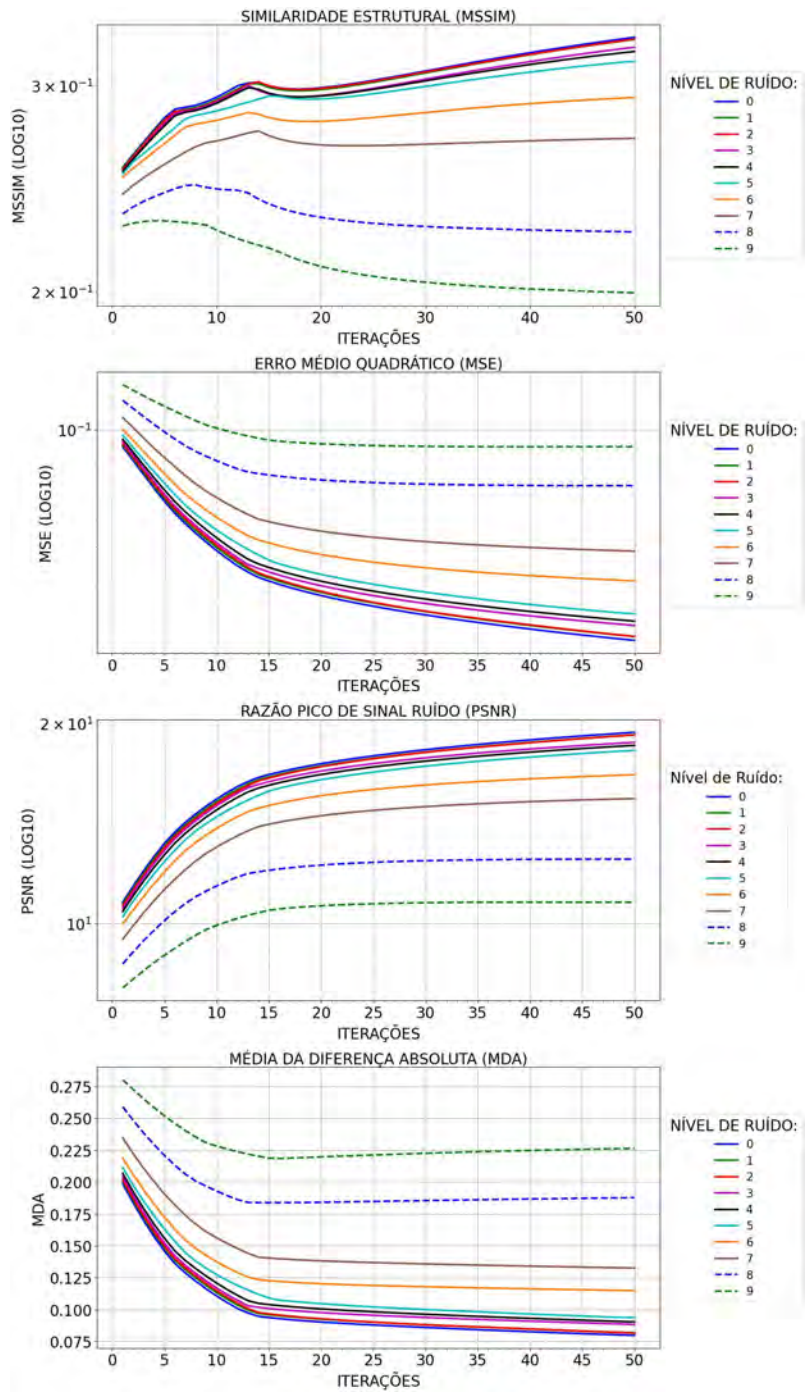 SIMILARIDADE ESTRUTURAL (MSSIM)
MSSIM (LOG10)
3 × 10⁻¹
2 × 10⁻¹
0 5 10 15 20 25 30 35 40 45 50
ITERAÇÕES
NÍVEL DE RUÍDO:
0
1
2
3
4
5
6
7
8
9
ERRO MÉDIO QUADRÁTICO (MSE)
MSE (LOG10)
10⁻¹
0 5 10 15 20 25 30 35 40 45 50
ITERAÇÕES
NÍVEL DE RUÍDO:
0
1
2
3
4
5
6
7
8
9
RAZÃO PICO DE SINAL RUÍDO (PSNR)
PSNR (LOG10)
2 × 10¹
10¹
0 5 10 15 20 25 30 35 40 45 50
ITERAÇÕES
Nível de Ruído:
0
1
2
3
4
5
6
7
8
9
MÉDIA DA DIFERENÇA ABSOLUTA (MDA)
MDA
0.275
0.250
0.225
0.200
0.175
0.150
0.125
0.100
0.075
0 5 10 15 20 25 30 35 40 45 50
ITERAÇÕES
NÍVEL DE RUÍDO:
0
1
2
3
4
5
6
7
8
9